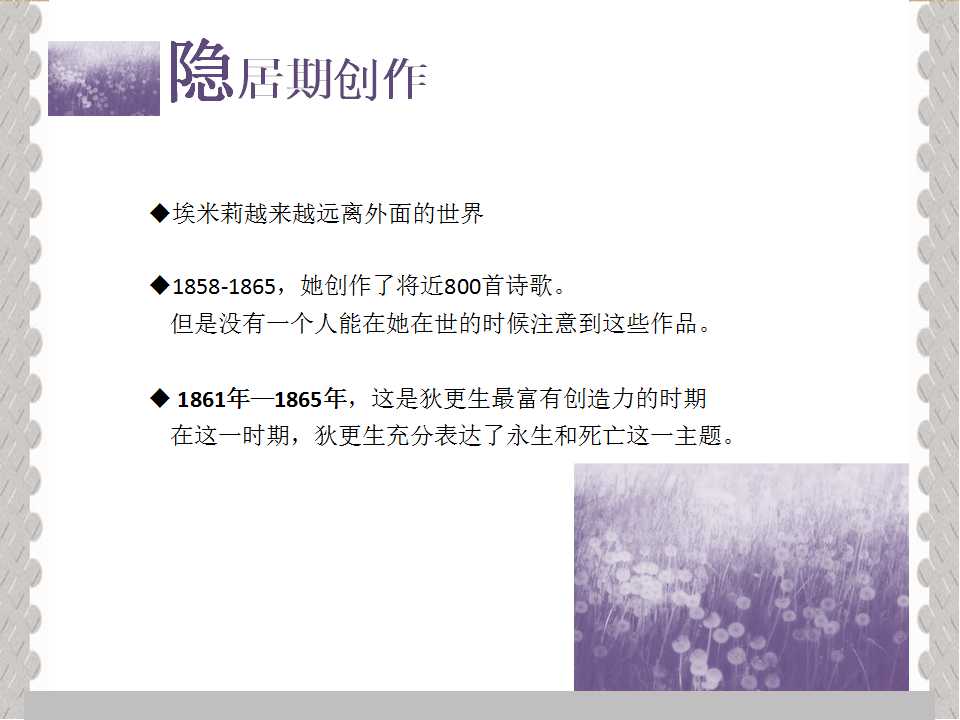 隐居期创作
◆埃米莉越来越远离外面的世界
◆1858-1865，她创作了将近800首诗歌。
但是没有一个人能在她在世的时候注意到这些作品。
◆ 1861年—1865年，这是狄更生最富有创造力的时期
在这一时期，狄更生充分表达了永生和死亡这一主题。